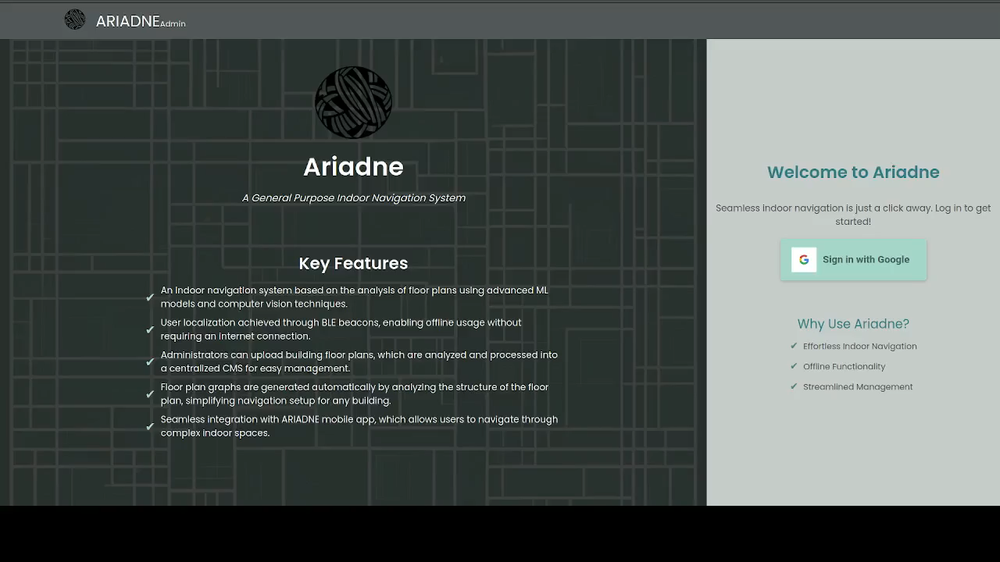 ARIADNEAdmin
Ariadne
A General Purpose Indoor Navigation System
Key Features
✔ An indoor navigation system based on the analysis of floor plans using advanced ML
models and computer vision techniques.
✔ User localization achieved through BLE beacons, enabling offline usage without
requiring an internet connection.
✔ Administrators can upload building floor plans, which are analyzed and processed into
a centralized CMS for easy management.
✔ Floor plan graphs are generated automatically by analyzing the structure of the floor
plan, simplifying navigation setup for any building.
✔ Seamless integration with ARIADNE mobile app, which allows users to navigate through
complex indoor spaces.
Welcome to Ariadne
Seamless indoor navigation is just a click away. Log in to get
started!
G Sign in with Google
Why Use Ariadne?
✔ Effortless Indoor Navigation
✔ Offline Functionality
✔ Streamlined Management